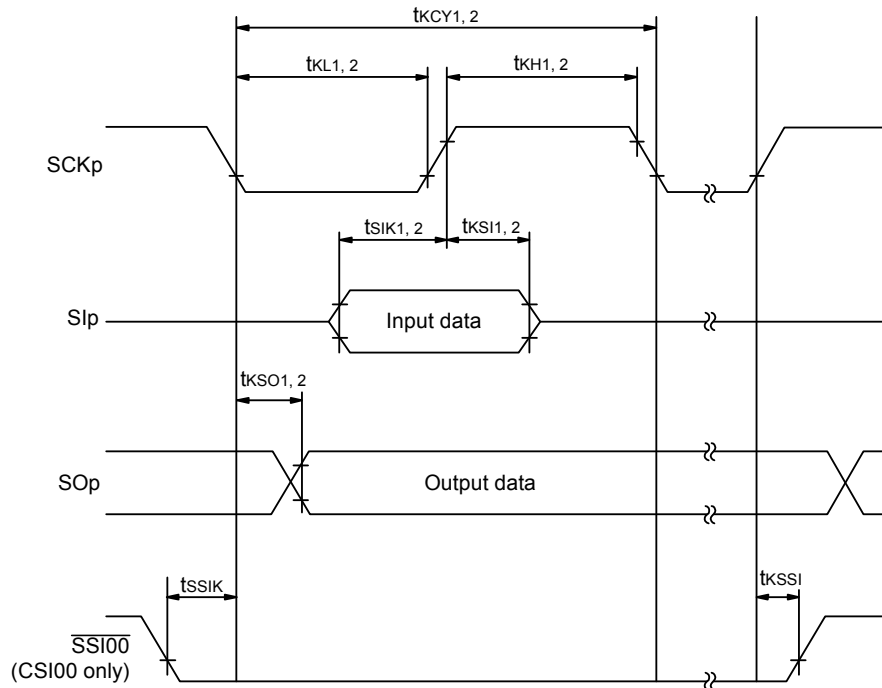 tKCY1, 2
tKL1, 2
tKH1, 2
SCKp
tSIK1, 2
tKSI1, 2
SIp
Input data
tKSO1, 2
SOp
Output data
tSSIK
tKSSI
SSI00
(CSI00 only)